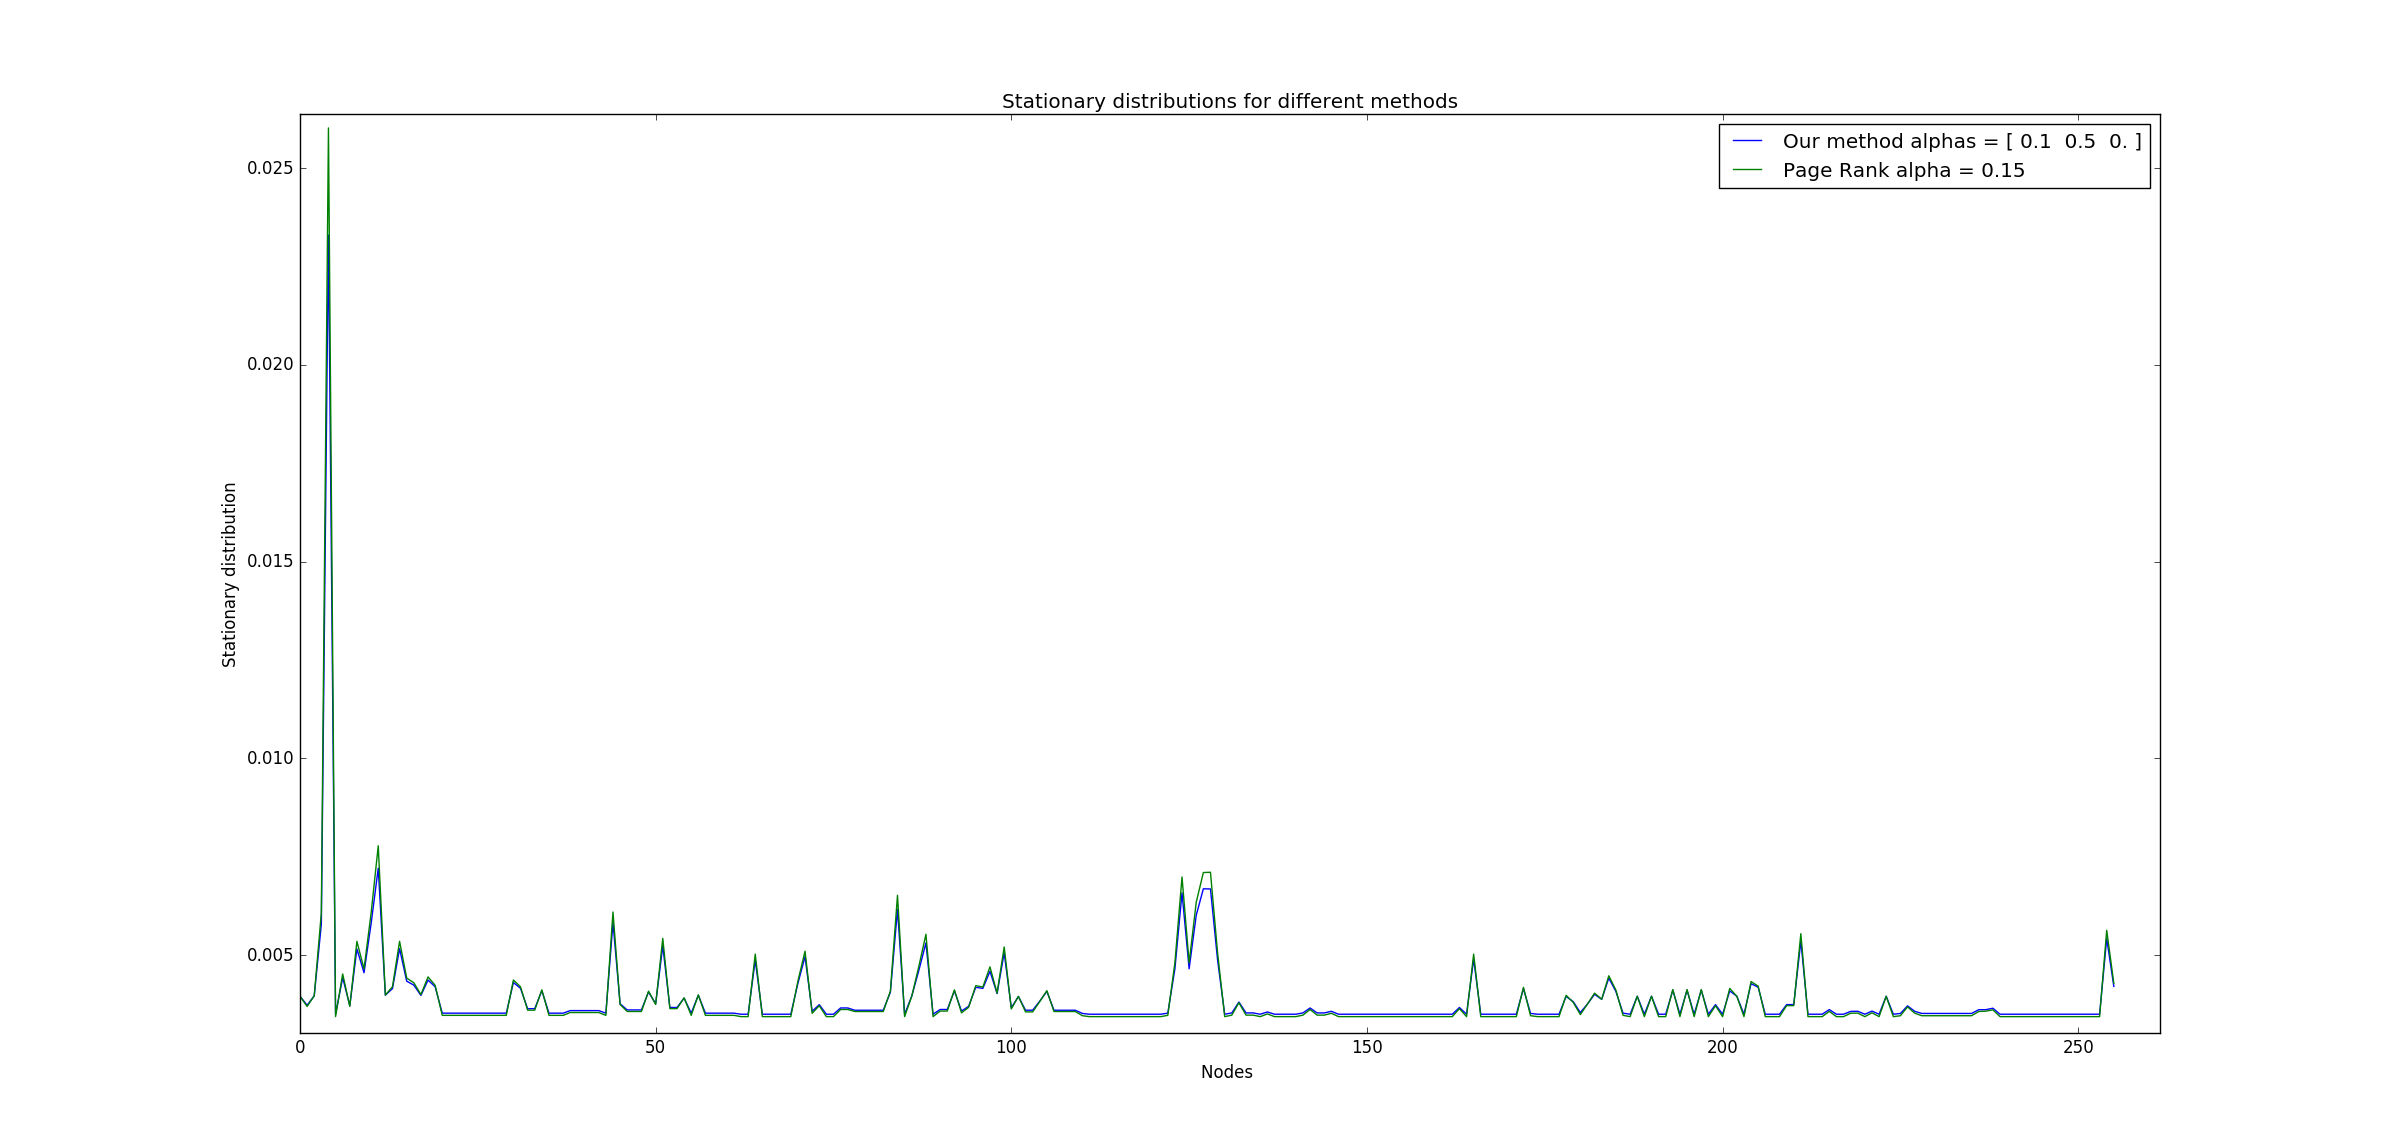 Stationary distributions for different methods
Our method alphas = [ 0.1 0.5 0. ]
Page Rank alpha = 0.15
0.025
0.020
0.015
0.010
0.005
Stationary distribution
0 50 100 150 200 250
Nodes